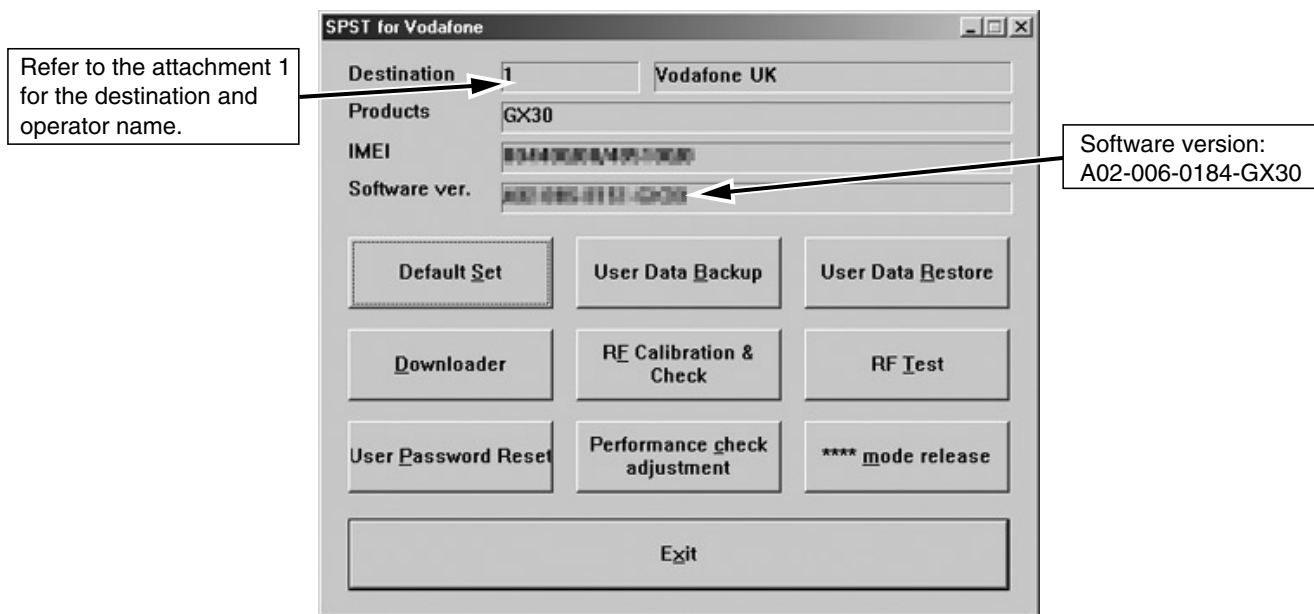 SPST for Vodafone
Refer to the attachment 1
for the destination and
operator name.
Destination 1 Vodafone UK
Products GX30
IMEI
Software ver.
Software version:
A02-006-0184-GX30
Default Set
User Data Backup
User Data Restore
Downloader
RF Calibration &
Check
RF Test
User Password Reset
Performance check
adjustment
**** mode release
Exit